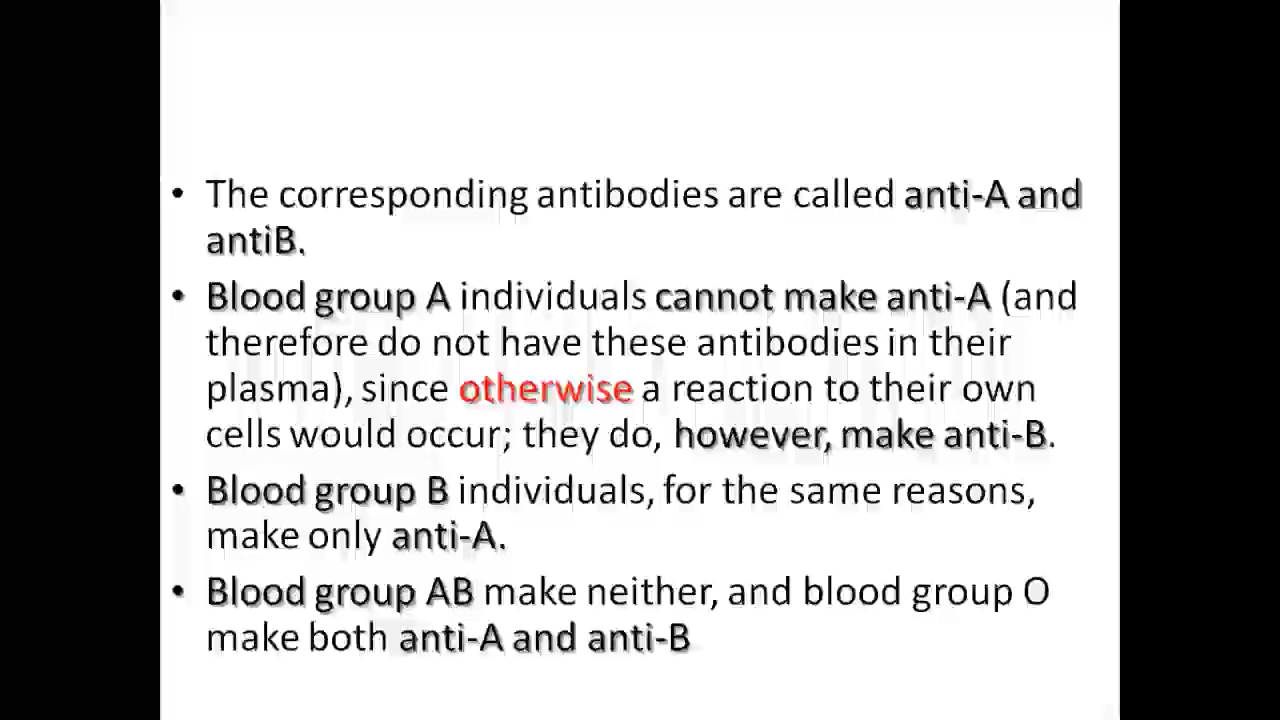 • The corresponding antibodies are called anti-A and
antiB.
• Blood group A individuals cannot make anti-A (and
therefore do not have these antibodies in their
plasma), since otherwise a reaction to their own
cells would occur; they do, however, make anti-B.
• Blood group B individuals, for the same reasons,
make only anti-A.
• Blood group AB make neither, and blood group O
make both anti-A and anti-B